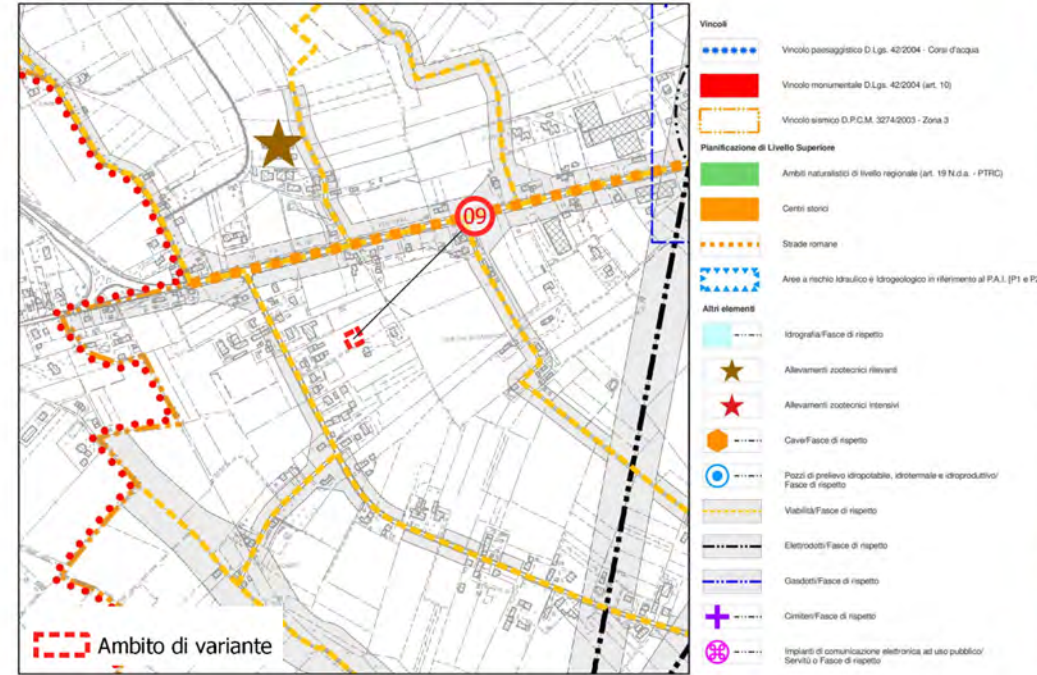 09
Ambito di variante
Vincoli
Vincolo paesaggistico D.Lgs. 42/2004 - Corsi d'acqua
Vincolo monumentale D.Lgs. 42/2004 (art. 10)
Vincolo sismico D.P.C.M. 3274/2003 - Zona 3
Pianificazione di Livello Superiore
Ambiti naturalistici di livello regionale (art. 19 N.d.a. - PTRC)
Centri storici
Strade romane
Aree a rischio Idraulico e Idrogeologico in riferimento al P.A.I. [P1 e P2
Altri elementi
Idrografia/Fasce di rispetto
Allevamenti zootecnici rilevanti
Allevamenti zootecnici intensivi
Cave/Fasce di rispetto
Pozzi di prelievo idropotabile, idrotermale e idroproduttivo/
Fasce di rispetto
Viabilità/Fasce di rispetto
Elettrodotti/Fasce di rispetto
Gasdotti/Fasce di rispetto
Cimiteri/Fasce di rispetto
Impianti di comunicazione elettronica ad uso pubblico/
Servitù o Fasce di rispetto